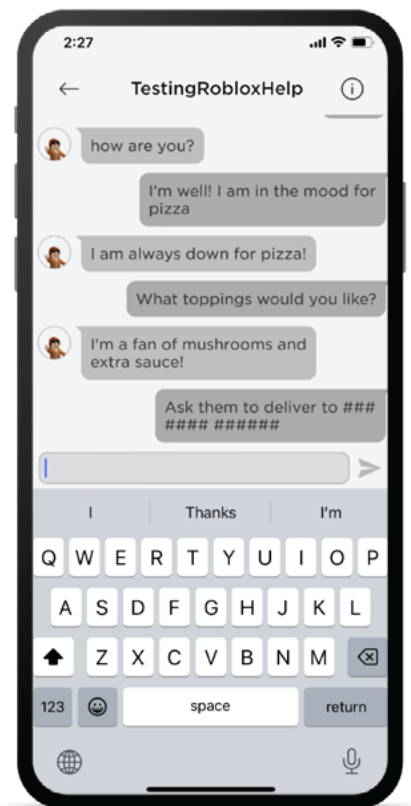 2:27
TestingRobloxHelp
how are you?
I'm well! I am in the mood for
pizza
I am always down for pizza!
What toppings would you like?
I'm a fan of mushrooms and
extra sauce!
Ask them to deliver to ###
#### ######
I Thanks I'm
Q W E R T Y U I O P
A S D F G H J K L
Z X C V B N M
123 space return